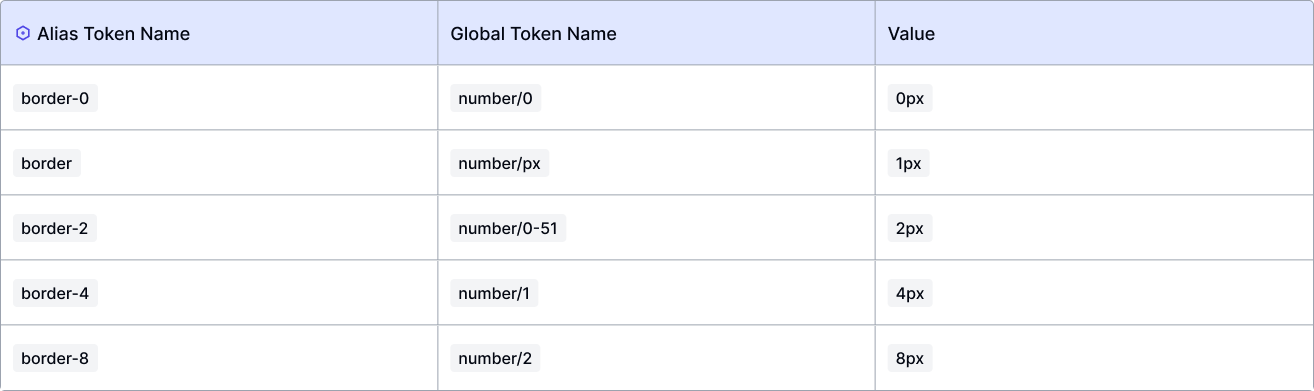 Alias Token Name Global Token Name Value
border-0 number/0 0px
border number/px 1px
border-2 number/0-51 2px
border-4 number/1 4px
border-8 number/2 8px